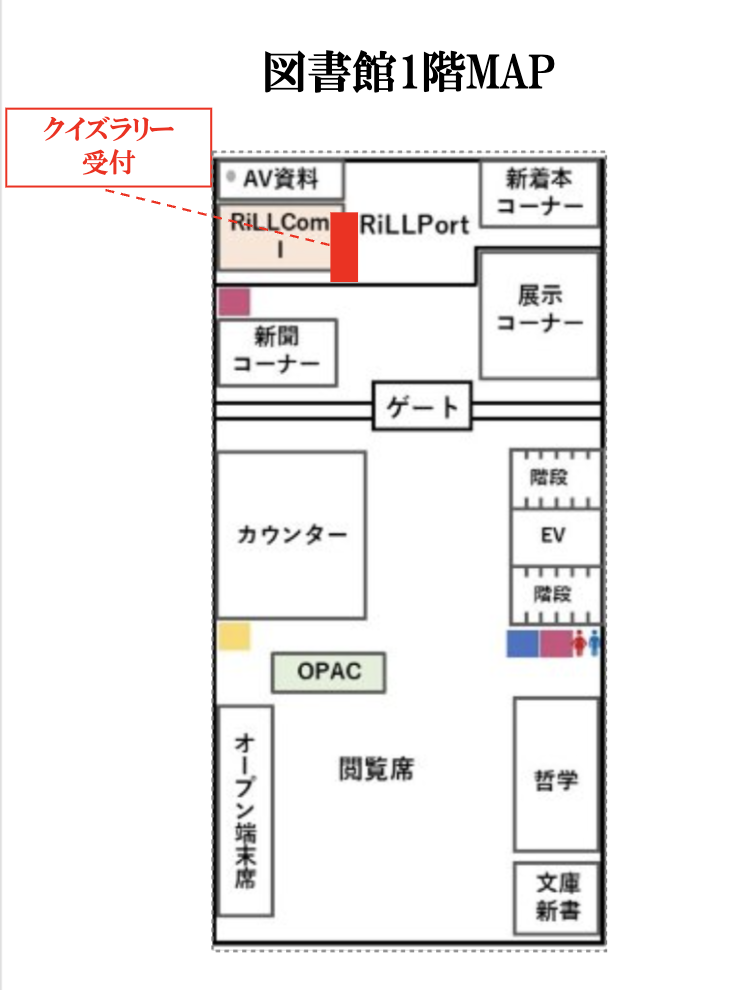 図書館1階MAP
クイズラリー
受付
AV資料
新着本
コーナー
RiLLCom
I
RiLLPort
展示
コーナー
新聞
コーナー
ゲート
階段
カウンター
EV
階段
OPAC
オープン端末席
閲覧席
哲学
文庫
新書